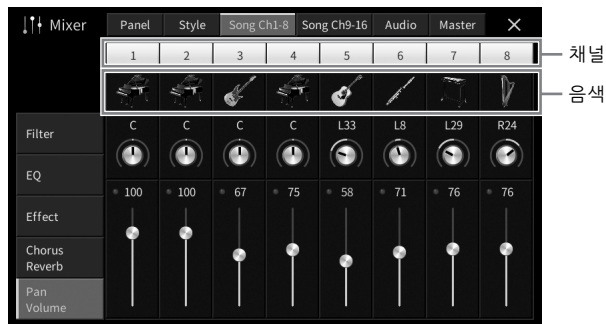 Mixer
Panel Style Song Ch1-8 Song Ch9-16 Audio Master
1 2 3 4 5 6 7 8
채널
음색
Filter
C C C C L33 L8 L29 R24
EQ
100 100 67 75 58 71 76 76
Effect
Chorus
Reverb
Pan
Volume